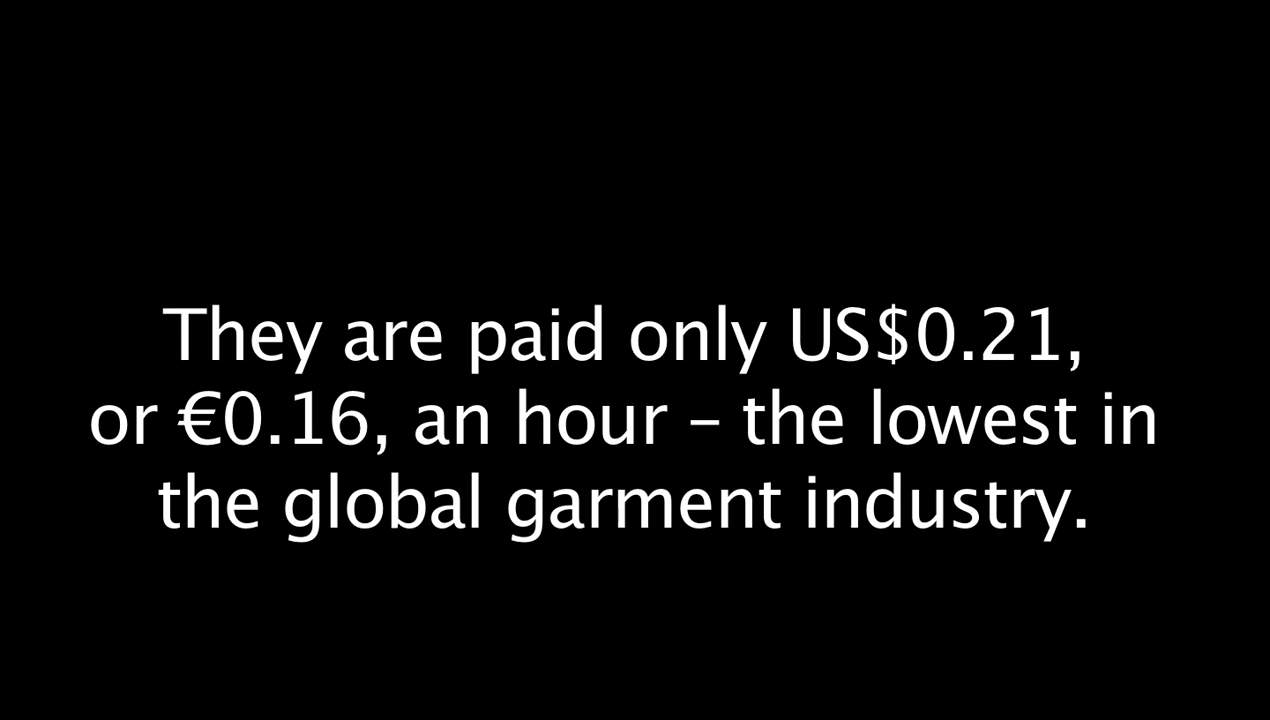 They are paid only US$0.21,
or €0.16, an hour – the lowest in
the global garment industry.